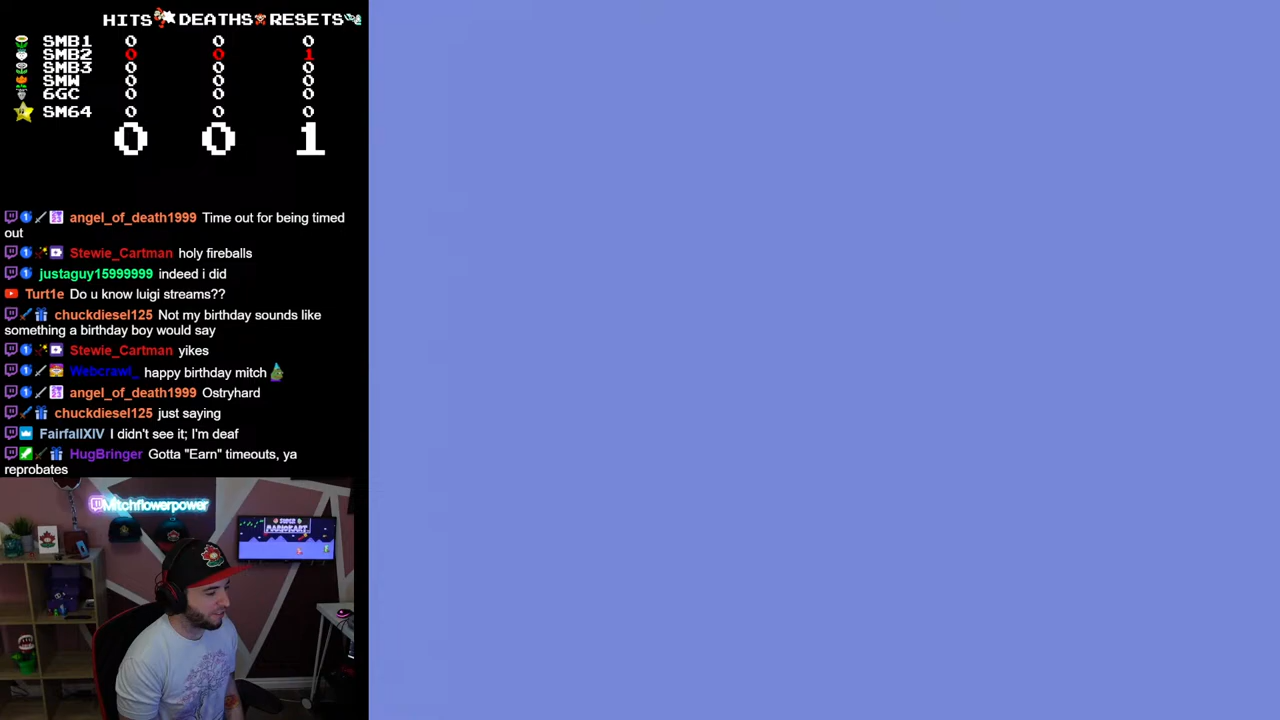 HITS DEATHS RESETS
SMB1 0 0 0
SMB2 0 0 1
SMB3 0 0 0
SMW 0 0 0
6GC 0 0 0
SM64 0 0 0
0 0 1
angel_of_death1999 Time out for being timed
out
Stewie_Cartman holy fireballs
justaguy15999999 indeed i did
Turt1e Do u know luigi streams??
chuckdiesel125 Not my birthday sounds like
something a birthday boy would say
Stewie_Cartman yikes
Webcrawl_ happy birthday mitch
angel_of_death1999 Ostryhard
chuckdiesel125 just saying
FairfallXIV I didn't see it; I'm deaf
HugBringer Gotta "Earn" timeouts, ya
reprobates
Mitchflowerpower
SUPER
MARIOKART